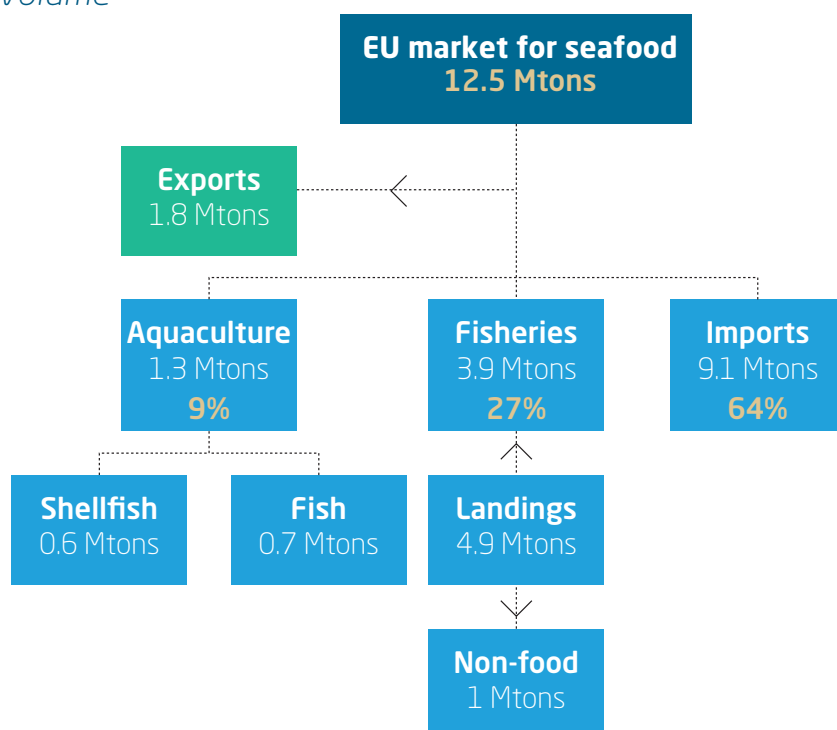 Volume
EU market for seafood
12.5 Mtons
Exports
1.8 Mtons
Aquaculture
1.3 Mtons
9%
Fisheries
3.9 Mtons
27%
Imports
9.1 Mtons
64%
Shellfish
0.6 Mtons
Fish
0.7 Mtons
Landings
4.9 Mtons
Non-food
1 Mtons